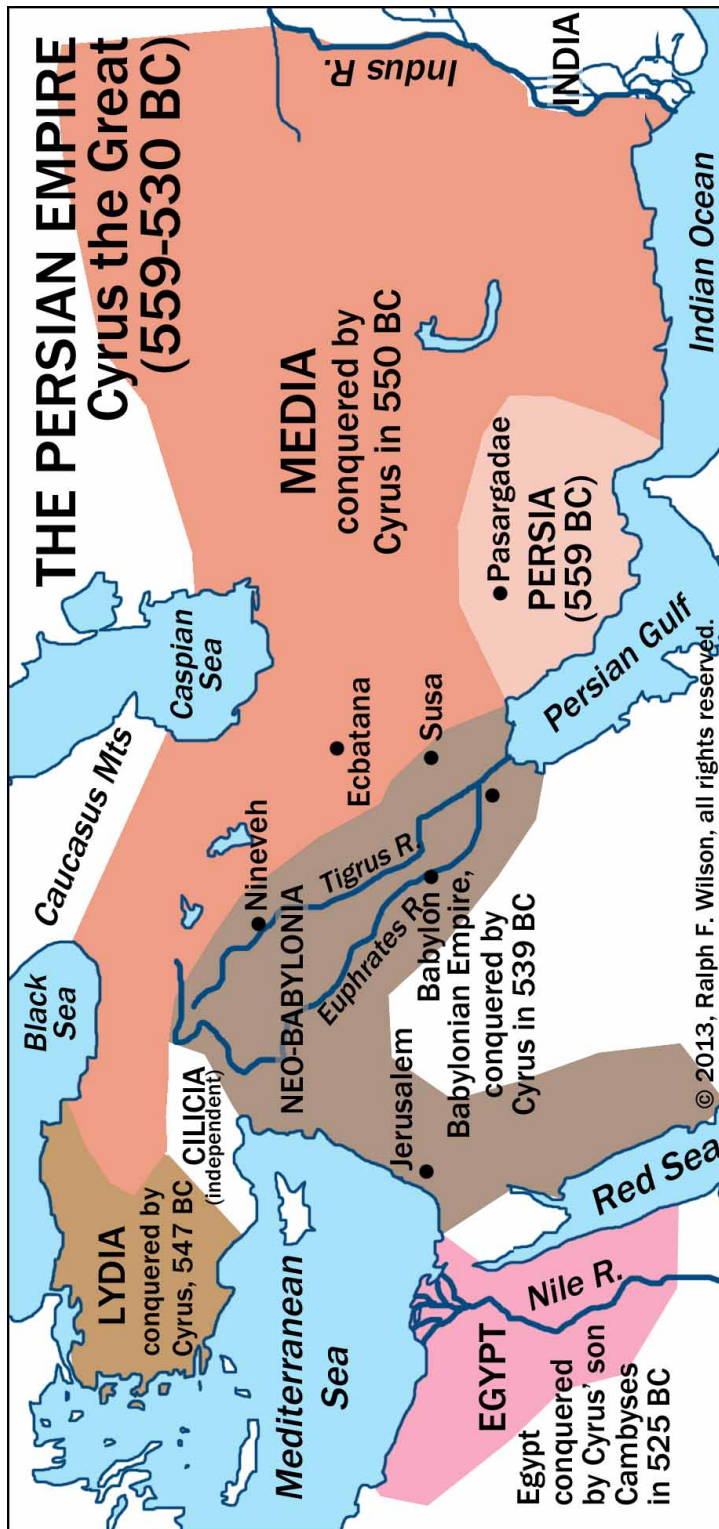 THE PERSIAN EMPIRE
Cyrus the Great
(559-530 BC)
Black
Sea
Caucasus Mts
Caspian
Sea
Indus R.
INDIA
LYDIA
conquered by
Cyrus, 547 BC
CILICIA
(independent)
MEDIA
conquered by
Cyrus in 550 BC
Nineveh
Ecbatana
Susa
NEO-BABYLONIA
Tigrus R.
Euphrates R.
Babylon
Babylonian Empire,
conquered by
Cyrus in 539 BC
Jerusalem
Mediterranean
Sea
Pasargadae
PERSIA
(559 BC)
Persian Gulf
Indian Ocean
EGYPT
Nile R.
Red Sea
Egypt
conquered
by Cyrus' son
Cambyses
in 525 BC
© 2013, Ralph F. Wilson, all rights reserved.